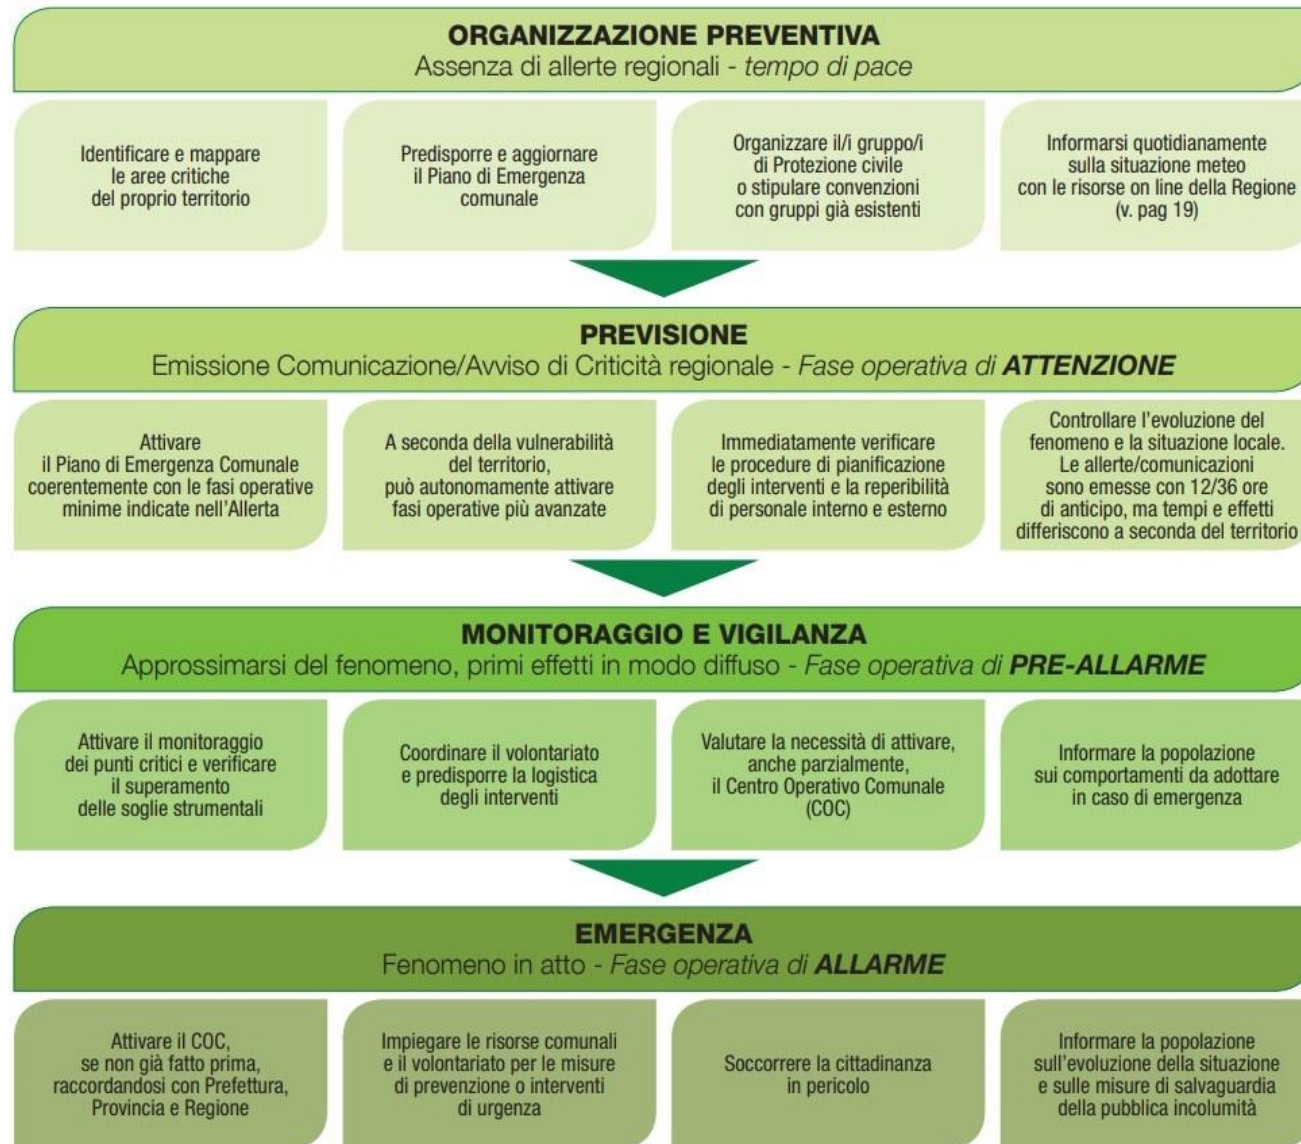 ORGANIZZAZIONE PREVENTIVA
Assenza di allerte regionali - tempo di pace
Identificare e mappare
le aree critiche
del proprio territorio
Predisporre e aggiornare
il Piano di Emergenza
comunale
Organizzare il/i gruppo/i
di Protezione civile
o stipulare convenzioni
con gruppi già esistenti
Informarsi quotidianamente
sulla situazione meteo
con le risorse on line della Regione
(v. pag 19)
PREVISIONE
Emissione Comunicazione/Avviso di Criticità regionale - Fase operativa di ATTENZIONE
Attivare
il Piano di Emergenza Comunale
coerentemente con le fasi operative
minime indicate nell'Allerta
A seconda della vulnerabilità
del territorio,
può autonomamente attivare
fasi operative più avanzate
Immediatamente verificare
le procedure di pianificazione
degli interventi e la reperibilità
di personale interno e esterno
Controllare l'evoluzione del
fenomeno e la situazione locale.
Le allerte/comunicazioni
sono emesse con 12/36 ore
di anticipo, ma tempi e effetti
differiscono a seconda del territorio
MONITORAGGIO E VIGILANZA
Approssimarsi del fenomeno, primi effetti in modo diffuso - Fase operativa di PRE-ALLARME
Attivare il monitoraggio
dei punti critici e verificare
il superamento
delle soglie strumentali
Coordinare il volontariato
e predisporre la logistica
degli interventi
Valutare la necessità di attivare,
anche parzialmente,
il Centro Operativo Comunale
(COC)
Informare la popolazione
sui comportamenti da adottare
in caso di emergenza
EMERGENZA
Fenomeno in atto - Fase operativa di ALLARME
Attivare il COC,
se non già fatto prima,
raccordandosi con Prefettura,
Provincia e Regione
Impiegare le risorse comunali
e il volontariato per le misure
di prevenzione o interventi
di urgenza
Soccorrere la cittadinanza
in pericolo
Informare la popolazione
sull'evoluzione della situazione
e sulle misure di salvaguardia
della pubblica incolumità